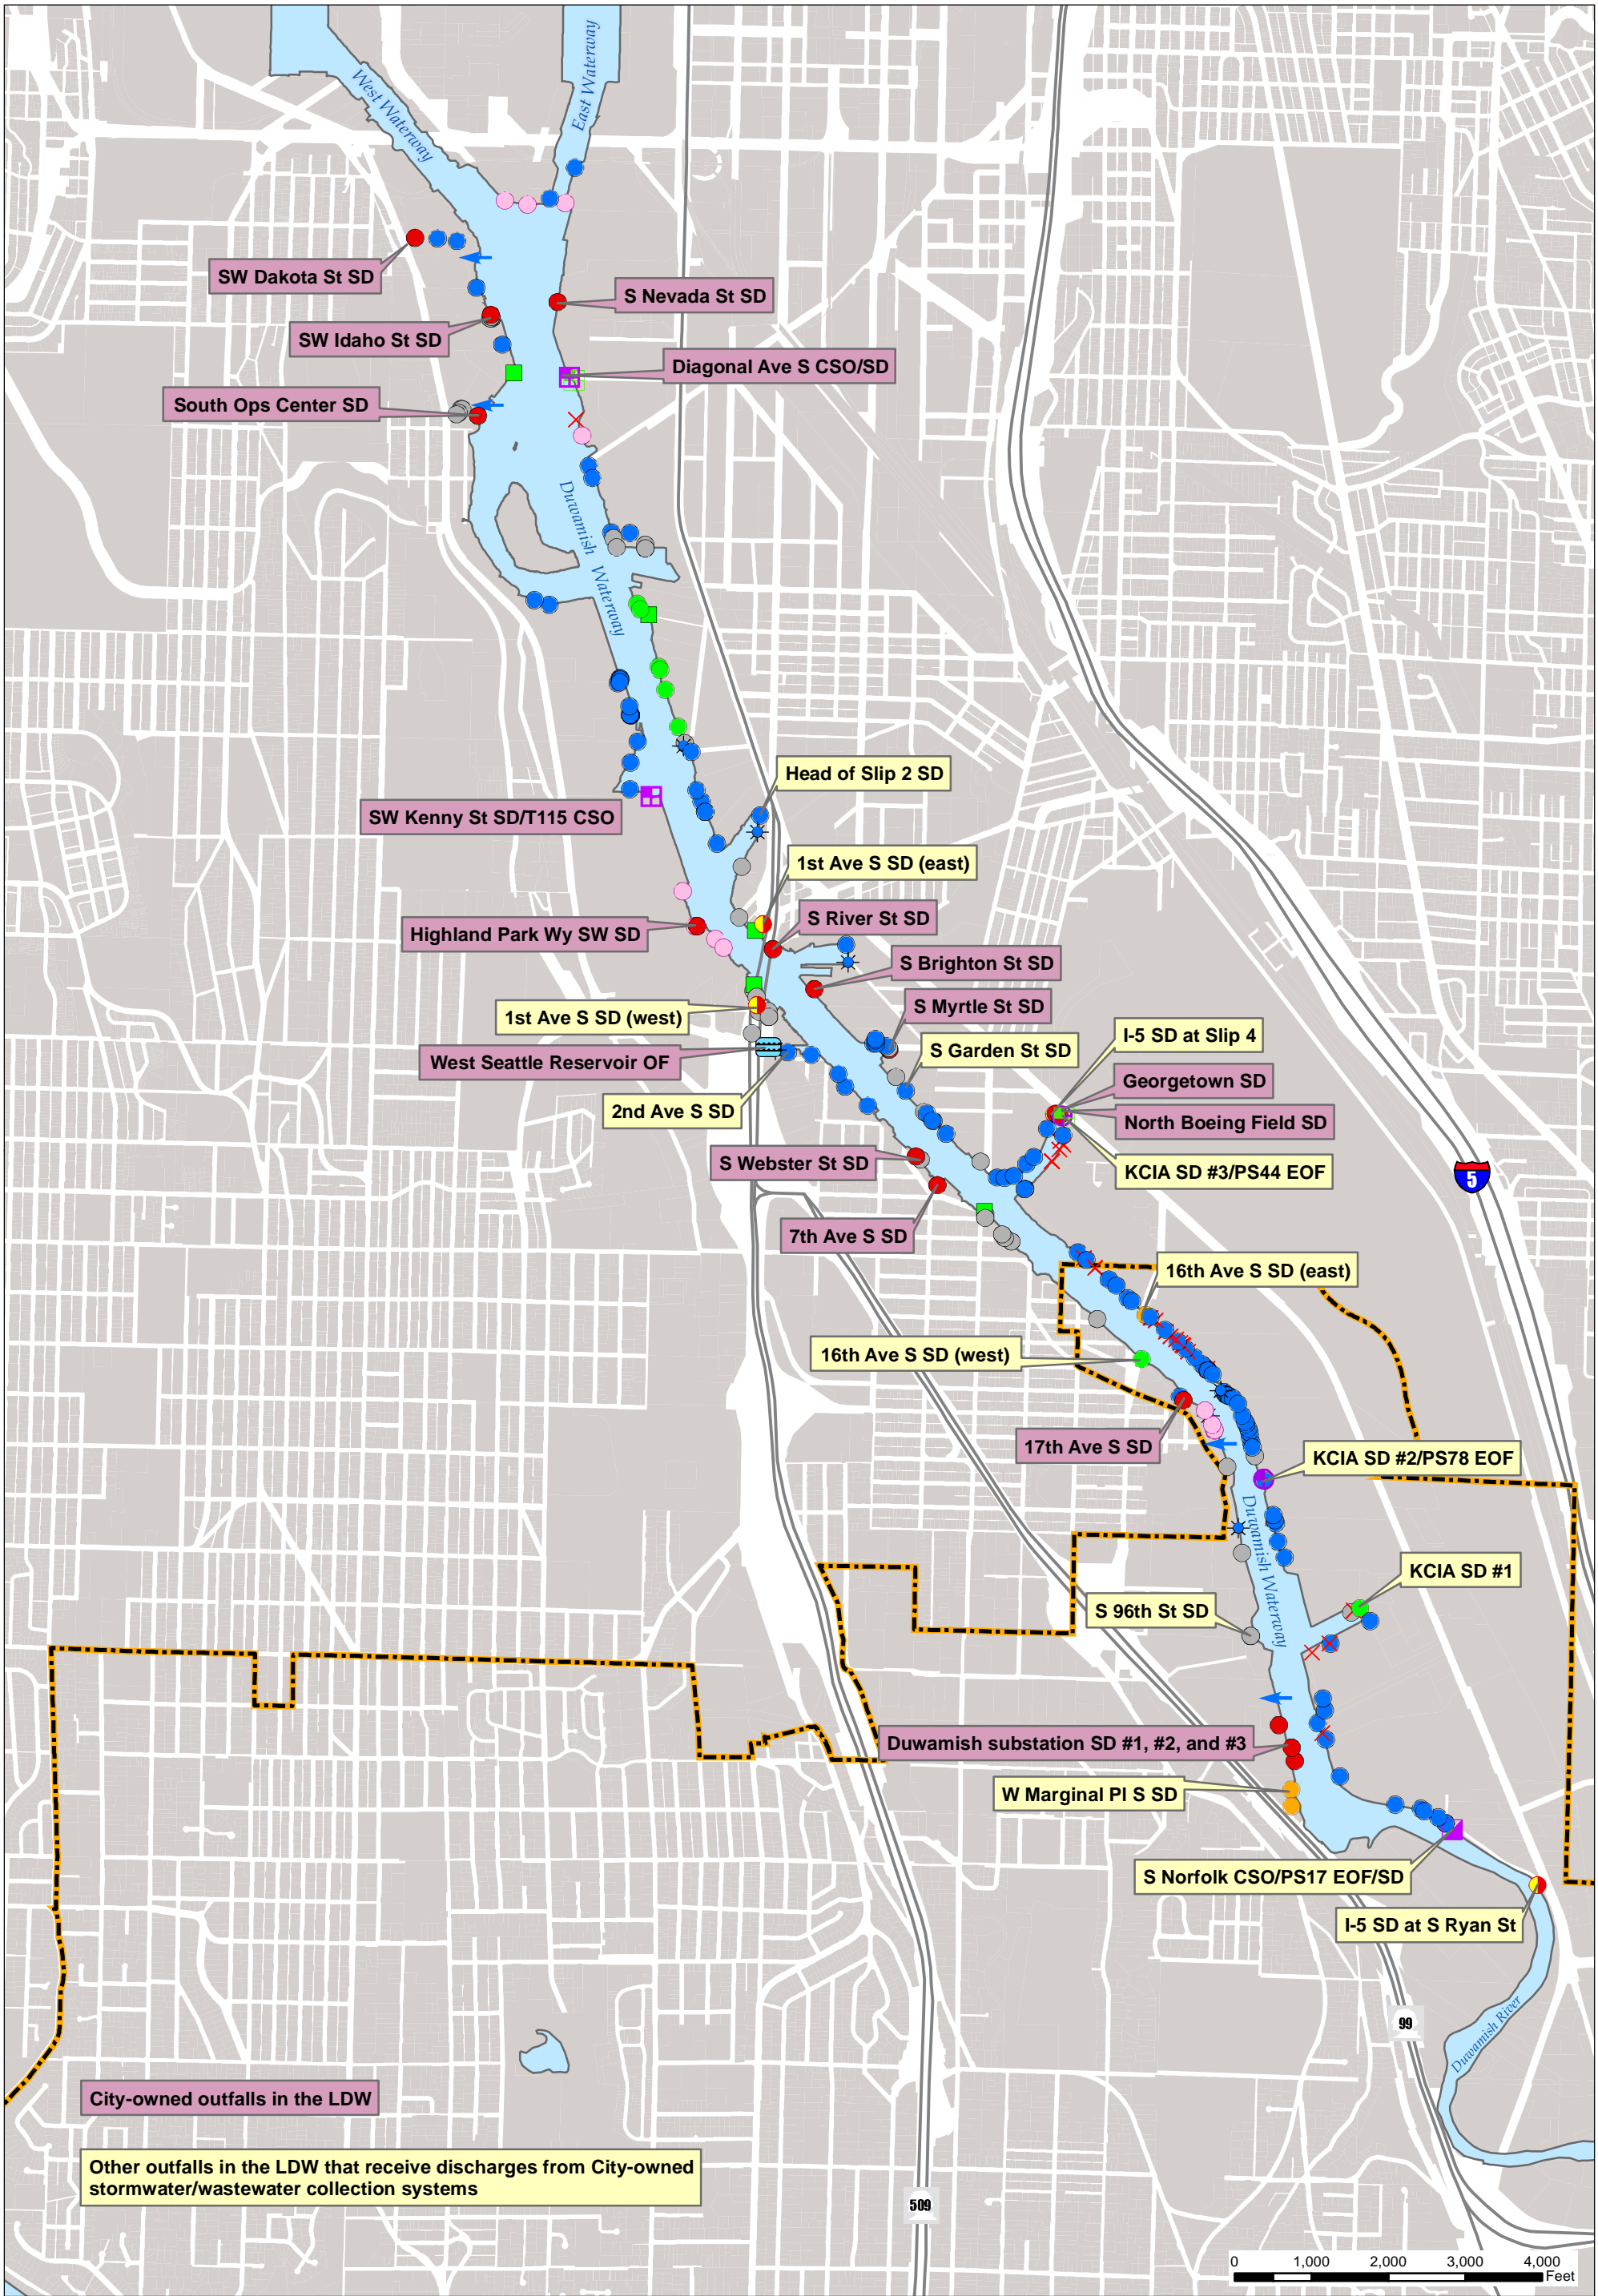 West Waterway
East Waterway
SW Dakota St SD
S Nevada St SD
SW Idaho St SD
Diagonal Ave S CSO/SD
South Ops Center SD
Duwamish Waterway
Head of Slip 2 SD
SW Kenny St SD/T115 CSO
1st Ave S SD (east)
S River St SD
Highland Park Wy SW SD
S Brighton St SD
S Myrtle St SD
1st Ave S SD (west)
I-5 SD at Slip 4
S Garden St SD
West Seattle Reservoir OF
Georgetown SD
2nd Ave S SD
North Boeing Field SD
S Webster St SD
KCIA SD #3/PS44 EOF
5
7th Ave S SD
16th Ave S SD (east)
16th Ave S SD (west)
17th Ave S SD
KCIA SD #2/PS78 EOF
Duwamish Waterway
KCIA SD #1
S 96th St SD
Duwamish substation SD #1, #2, and #3
W Marginal Pl S SD
S Norfolk CSO/PS17 EOF/SD
I-5 SD at S Ryan St
99
Duwamish River
City-owned outfalls in the LDW
Other outfalls in the LDW that receive discharges from City-owned
stormwater/wastewater collection systems
509
0 1,000 2,000 3,000 4,000
Feet